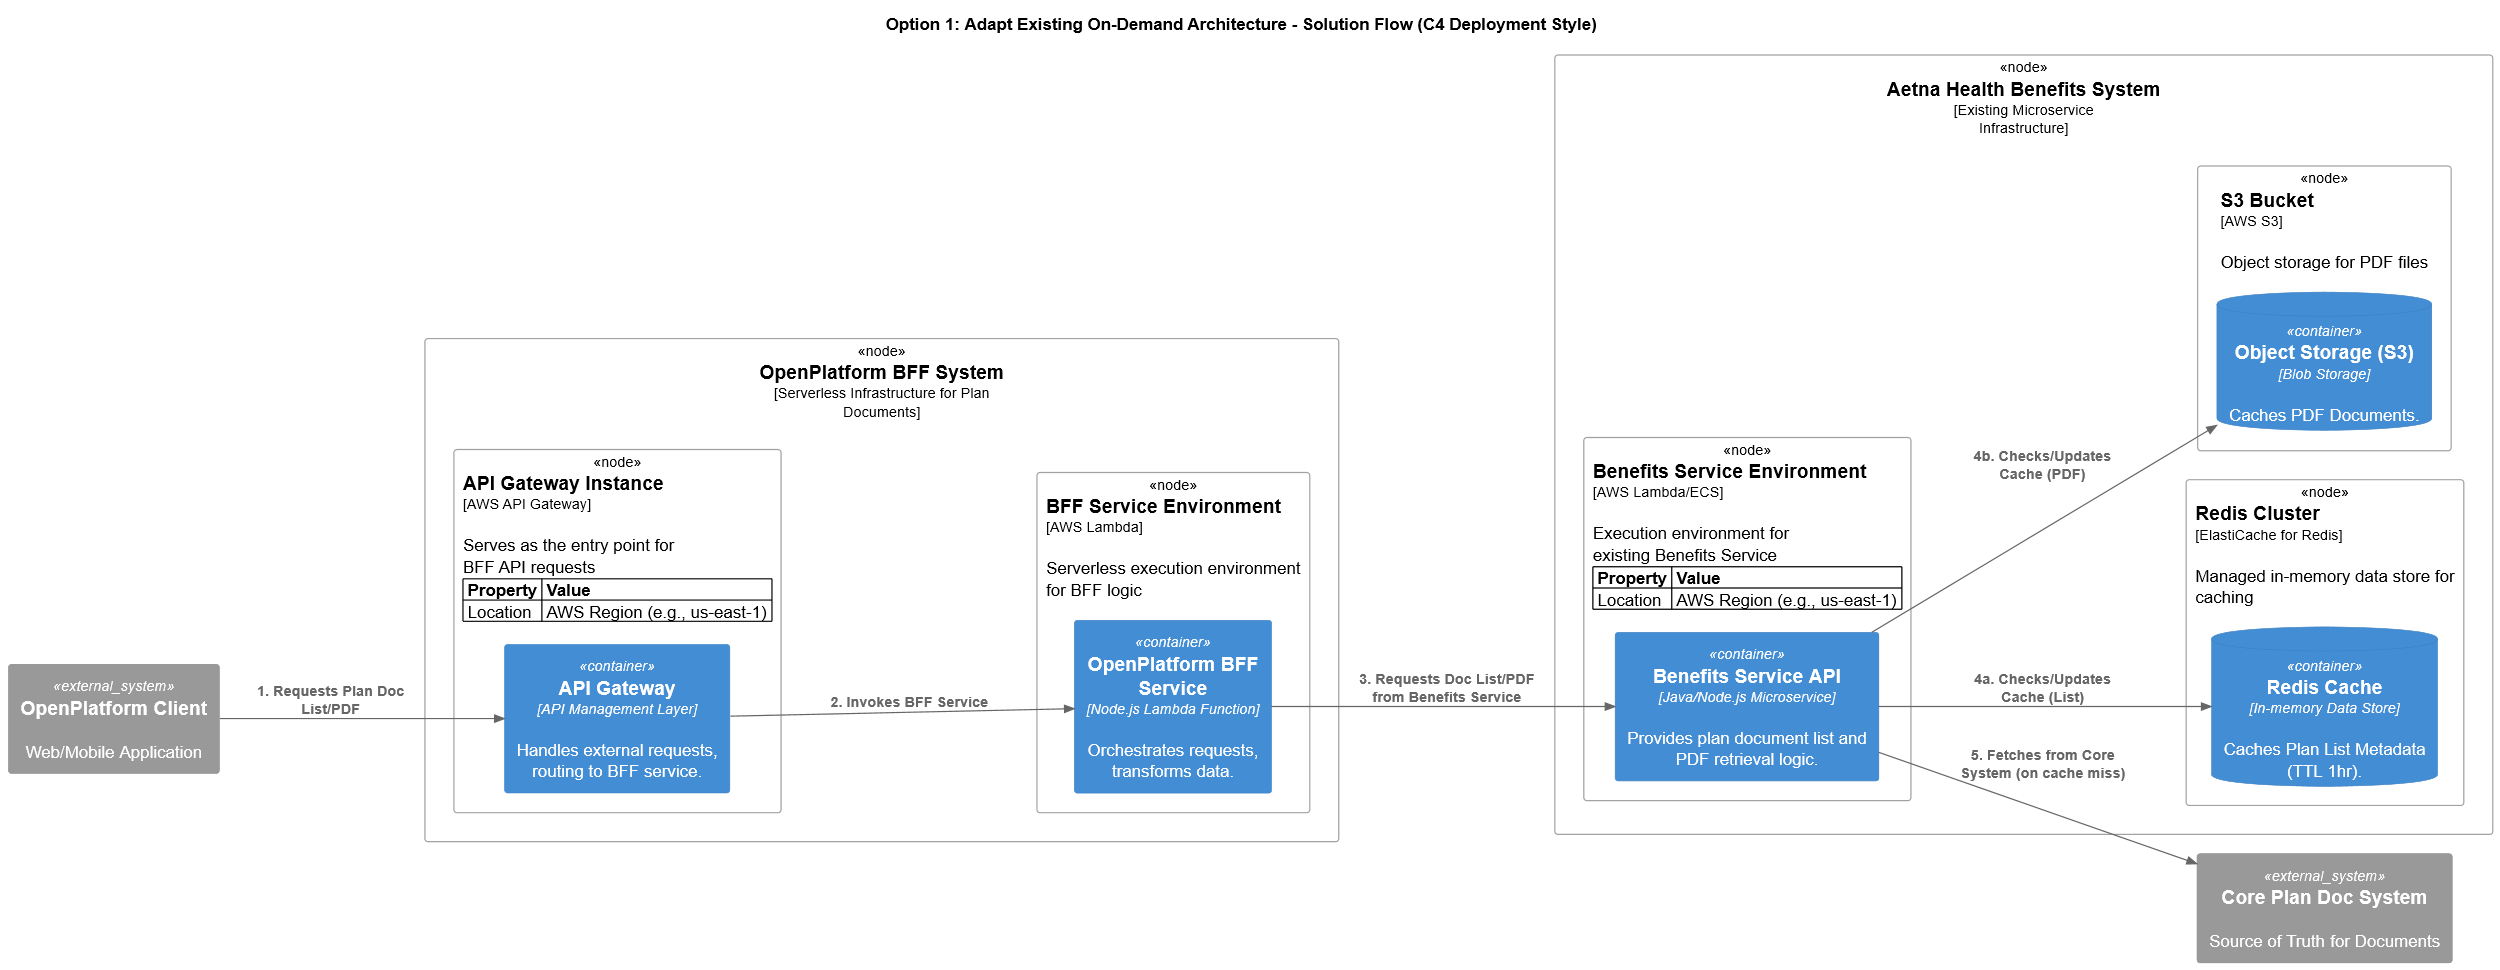 Option 1: Adapt Existing On-Demand Architecture - Solution Flow (C4 Deployment Style)
«external_system»
OpenPlatform Client
Web/Mobile Application
1. Requests Plan Doc
List/PDF
«node»
OpenPlatform BFF System
[Serverless Infrastructure for Plan
Documents]
«node»
API Gateway Instance
[AWS API Gateway]
Serves as the entry point for
BFF API requests
Property Value
Location AWS Region (e.g., us-east-1)
«container»
API Gateway
[API Management Layer]
Handles external requests,
routing to BFF service.
2. Invokes BFF Service
«node»
BFF Service Environment
[AWS Lambda]
Serverless execution environment
for BFF logic
«container»
OpenPlatform BFF
Service
[Node.js Lambda Function]
Orchestrates requests,
transforms data.
3. Requests Doc List/PDF
from Benefits Service
«node»
Aetna Health Benefits System
[Existing Microservice
Infrastructure]
«node»
Benefits Service Environment
[AWS Lambda/ECS]
Execution environment for
existing Benefits Service
Property Value
Location AWS Region (e.g., us-east-1)
«container»
Benefits Service API
[Java/Node.js Microservice]
Provides plan document list and
PDF retrieval logic.
4b. Checks/Updates
Cache (PDF)
4a. Checks/Updates
Cache (List)
5. Fetches from Core
System (on cache miss)
«node»
S3 Bucket
[AWS S3]
Object storage for PDF files
«container»
Object Storage (S3)
[Blob Storage]
Caches PDF Documents.
«node»
Redis Cluster
[ElastiCache for Redis]
Managed in-memory data store for
caching
«container»
Redis Cache
[In-memory Data Store]
Caches Plan List Metadata
(TTL 1hr).
«external_system»
Core Plan Doc System
Source of Truth for Documents